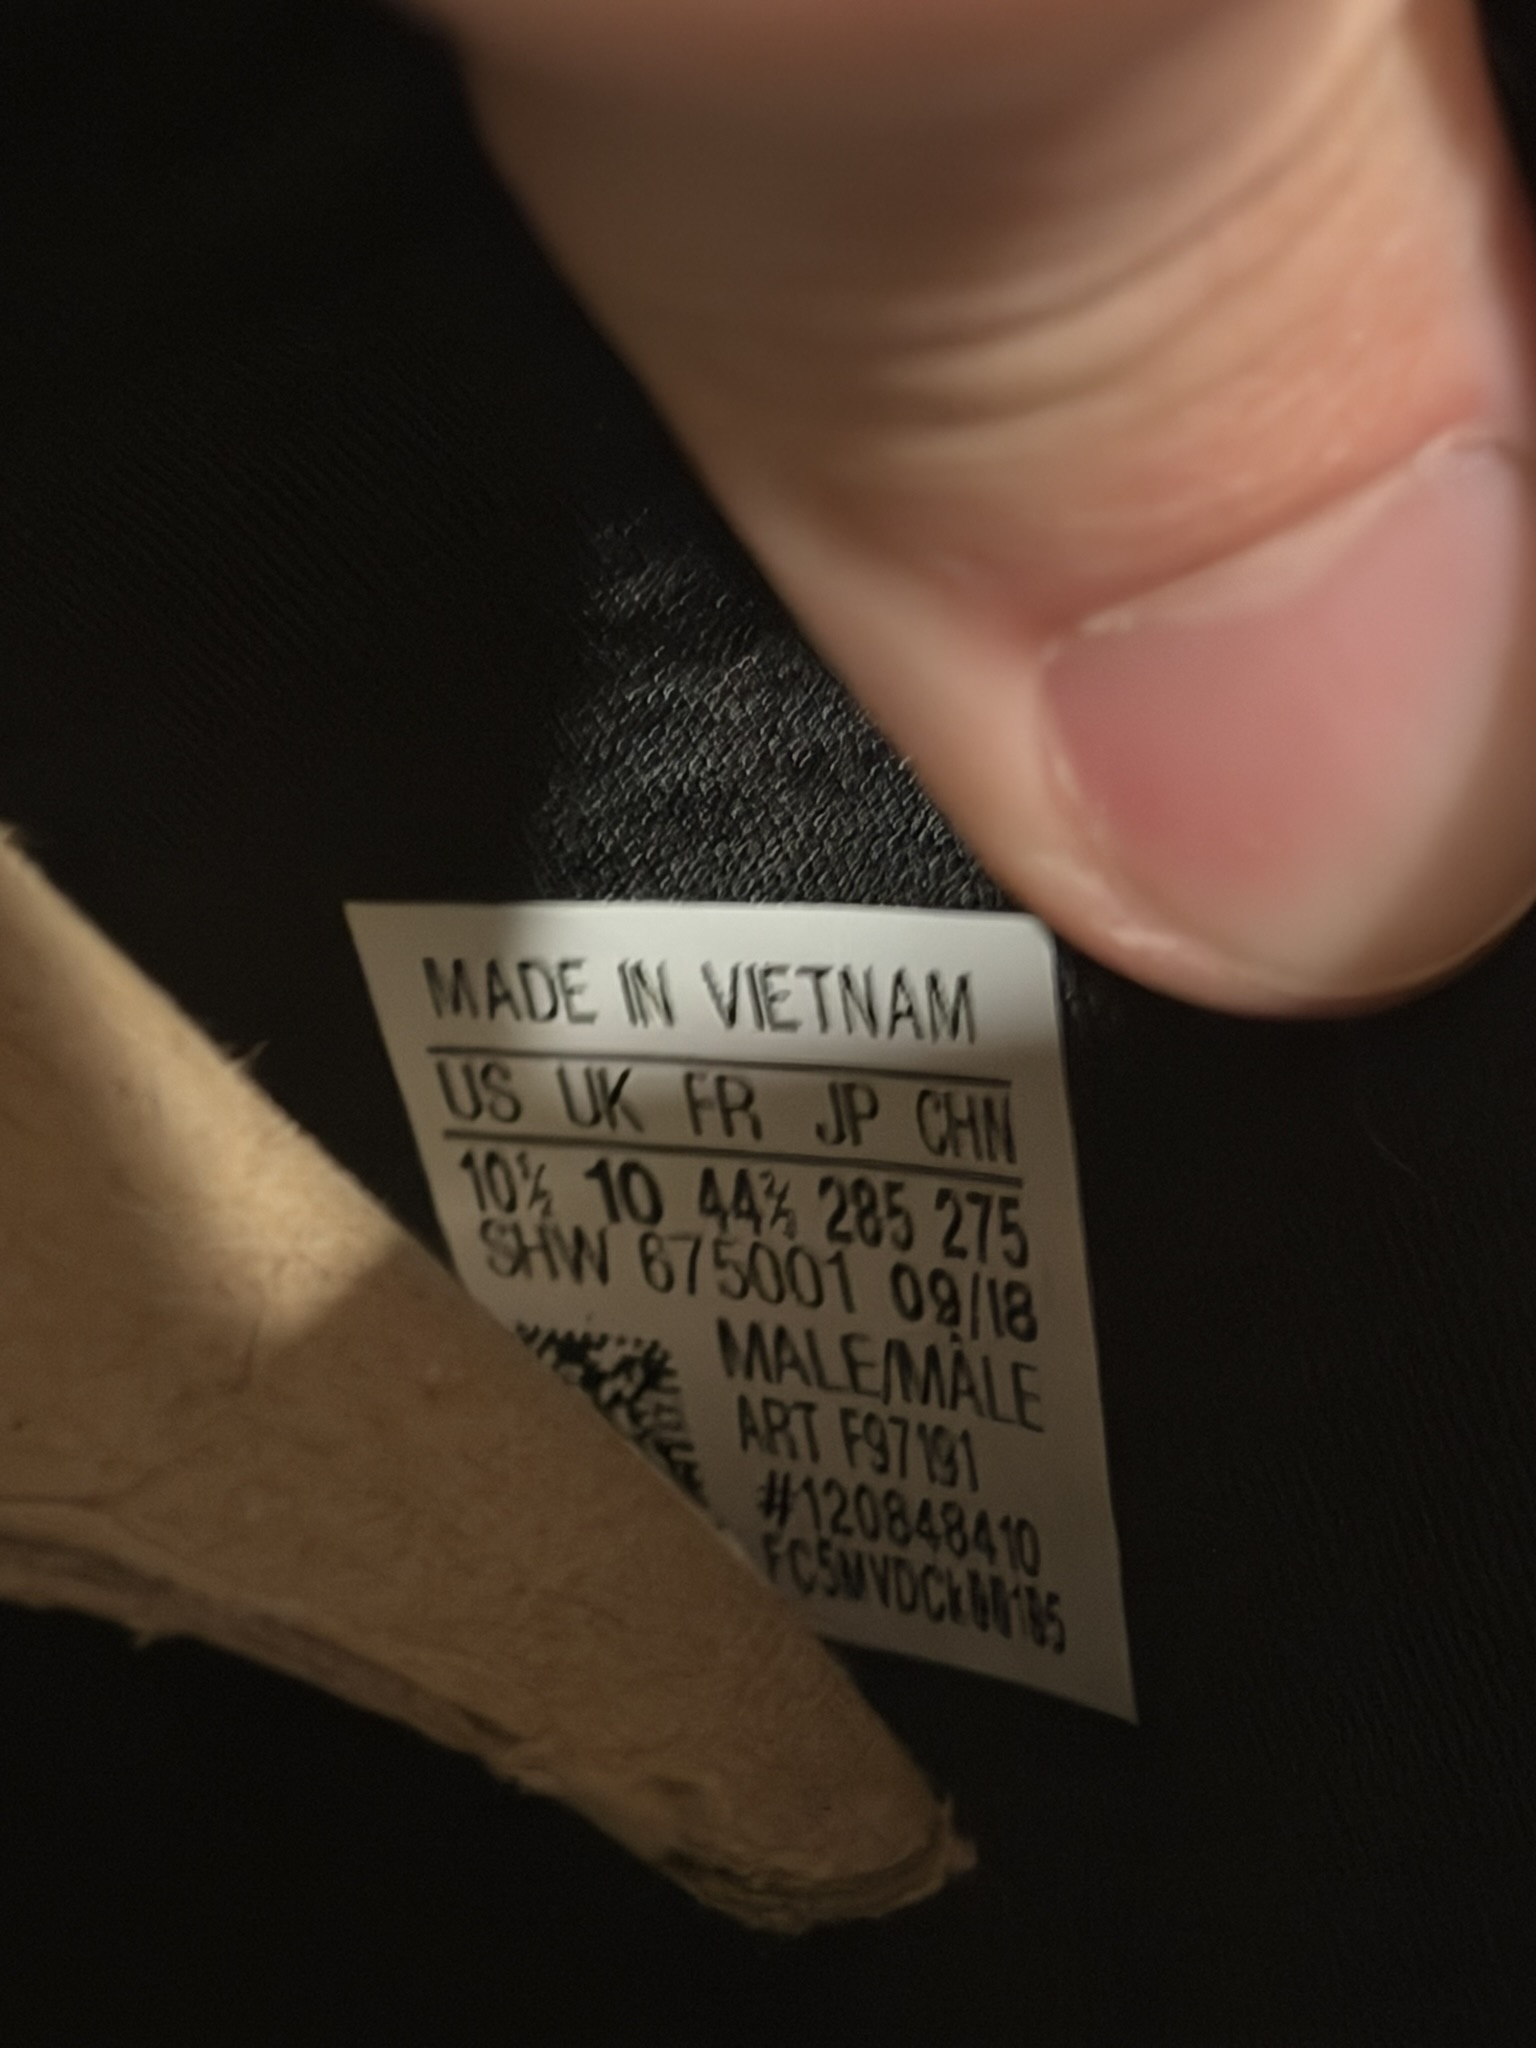 MADE IN VIETNAM
US UK FR JP CHN
10½ 10 44⅔ 285 275
SHW 675001 09/18
MALE/MÂLE
ART F97191
#120848410